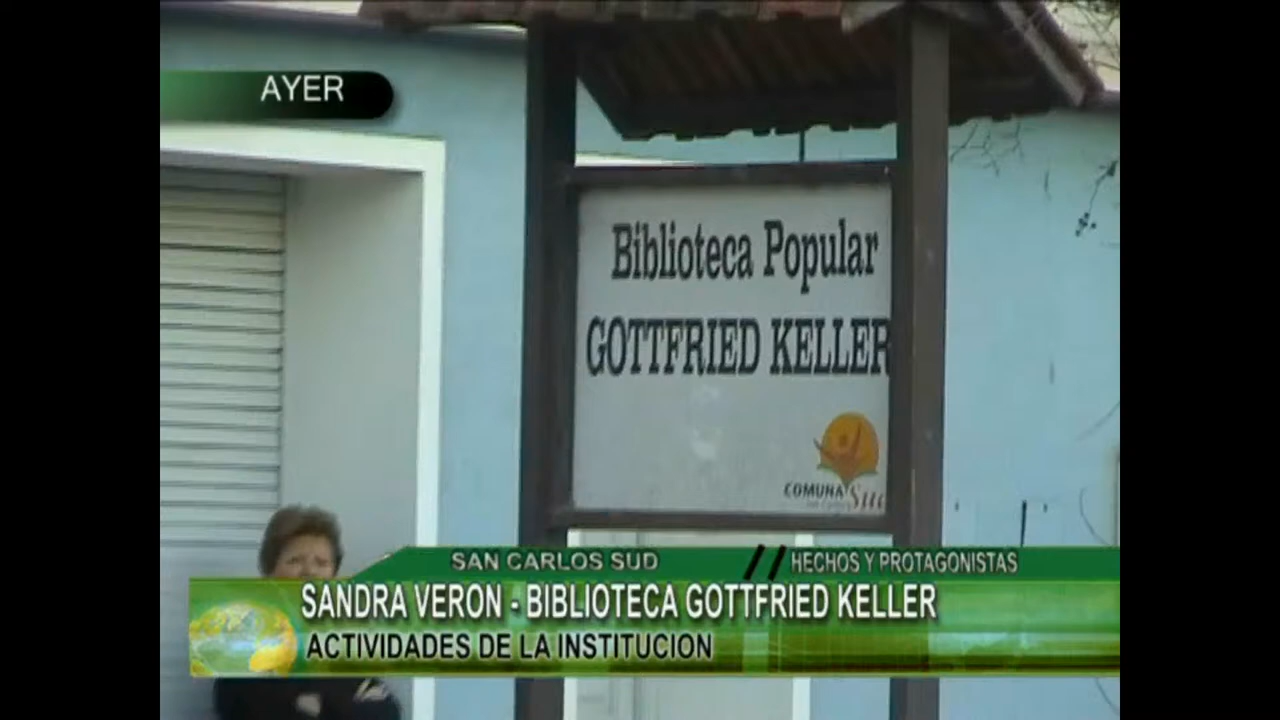 AYER
Biblioteca Popular
GOTTFRIED KELLER
COMUNA
Sud
SAN CARLOS SUD // HECHOS Y PROTAGONISTAS
SANDRA VERON - BIBLIOTECA GOTTFRIED KELLER
ACTIVIDADES DE LA INSTITUCION